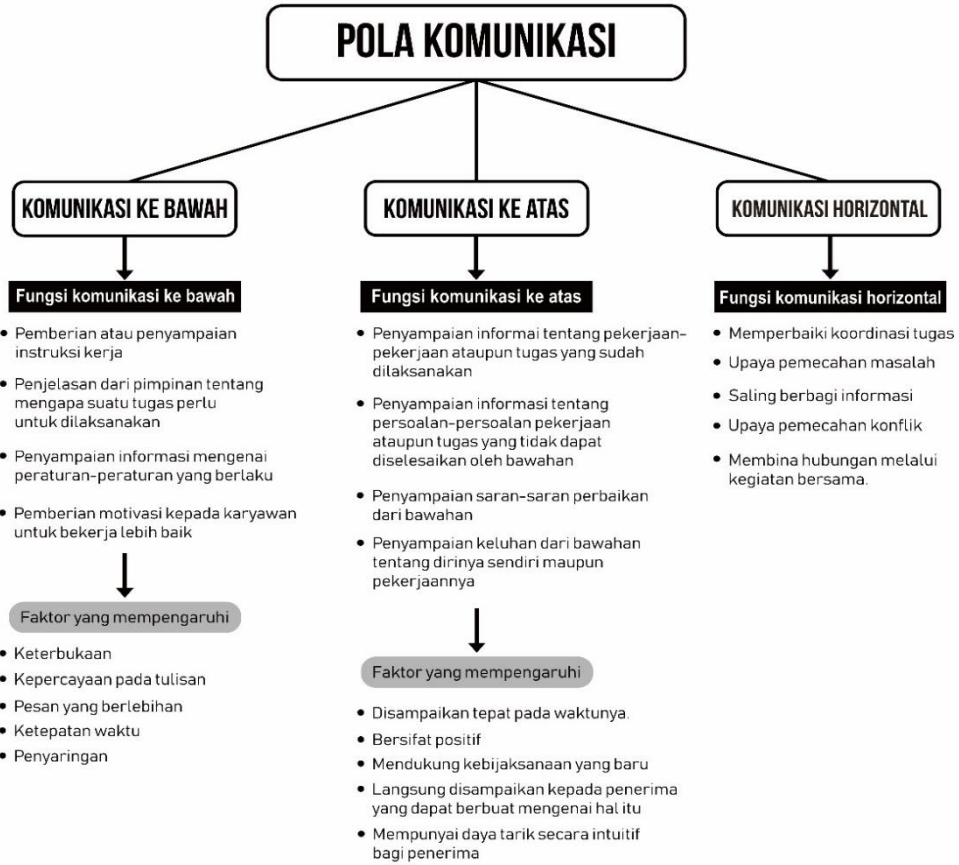 POLA KOMUNIKASI
KOMUNIKASI KE BAWAH
Fungsi komunikasi ke bawah
Pemberian atau penyampaian
instruksi kerja
Penjelasan dari pimpinan tentang
mengapa suatu tugas perlu
untuk dilaksanakan
Penyampaian informasi mengenai
peraturan-peraturan yang berlaku
Pemberian motivasi kepada karyawan
untuk bekerja lebih baik
Faktor yang mempengaruhi
Keterbukaan
Kepercayaan pada tulisan
Pesan yang berlebihan
Ketepatan waktu
Penyaringan
KOMUNIKASI KE ATAS
Fungsi komunikasi ke atas
Penyampaian informai tentang pekerjaan-
pekerjaan ataupun tugas yang sudah
dilaksanakan
Penyampaian informasi tentang
persoalan-persoalan pekerjaan
ataupun tugas yang tidak dapat
diselesaikan oleh bawahan
Penyampaian saran-saran perbaikan
dari bawahan
Penyampaian keluhan dari bawahan
tentang dirinya sendiri maupun
pekerjaannya
Faktor yang mempengaruhi
Disampaikan tepat pada waktunya.
Bersifat positif
Mendukung kebijaksanaan yang baru
Langsung disampaikan kepada penerima
yang dapat berbuat mengenai hal itu
Mempunyai daya tarik secara intuitif
bagi penerima
KOMUNIKASI HORIZONTAL
Fungsi komunikasi horizontal
Memperbaiki koordinasi tugas
Upaya pemecahan masalah
Saling berbagi informasi
Upaya pemecahan konflik
Membina hubungan melalui
kegiatan bersama.